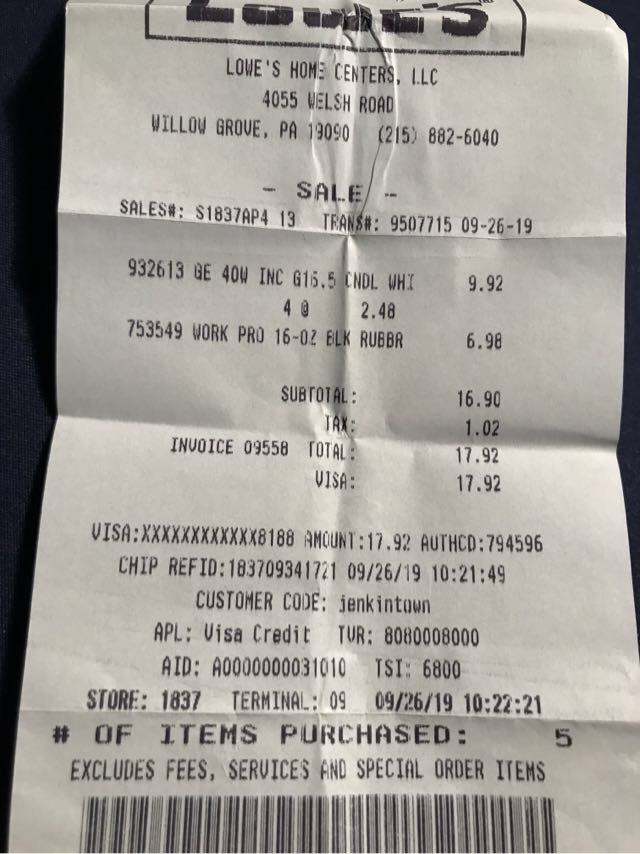 LOWE'S
LOWE'S HOME CENTERS, LLC
4055 WELSH ROAD
WILLOW GROVE, PA 19090 (215) 882-6040
- SALE -
SALES#: S1837AP4 13 TRANS#: 9507715 09-26-19
932613 GE 40W INC G16.5 CNDL WHI 9.92
4 @ 2.48
753549 WORK PRO 16-OZ BLK RUBBR 6.98
SUBTOTAL: 16.90
TAX: 1.02
INVOICE 09558 TOTAL: 17.92
VISA: 17.92
VISA:XXXXXXXXXXXX8188 AMOUNT:17.92 AUTHCD:794596
CHIP REFID:183709341721 09/26/19 10:21:49
CUSTOMER CODE: jenkintown
APL: Visa Credit TVR: 8080008000
AID: A0000000031010 TSI: 6800
STORE: 1837 TERMINAL: 09 09/26/19 10:22:21
# OF ITEMS PURCHASED: 5
EXCLUDES FEES, SERVICES AND SPECIAL ORDER ITEMS